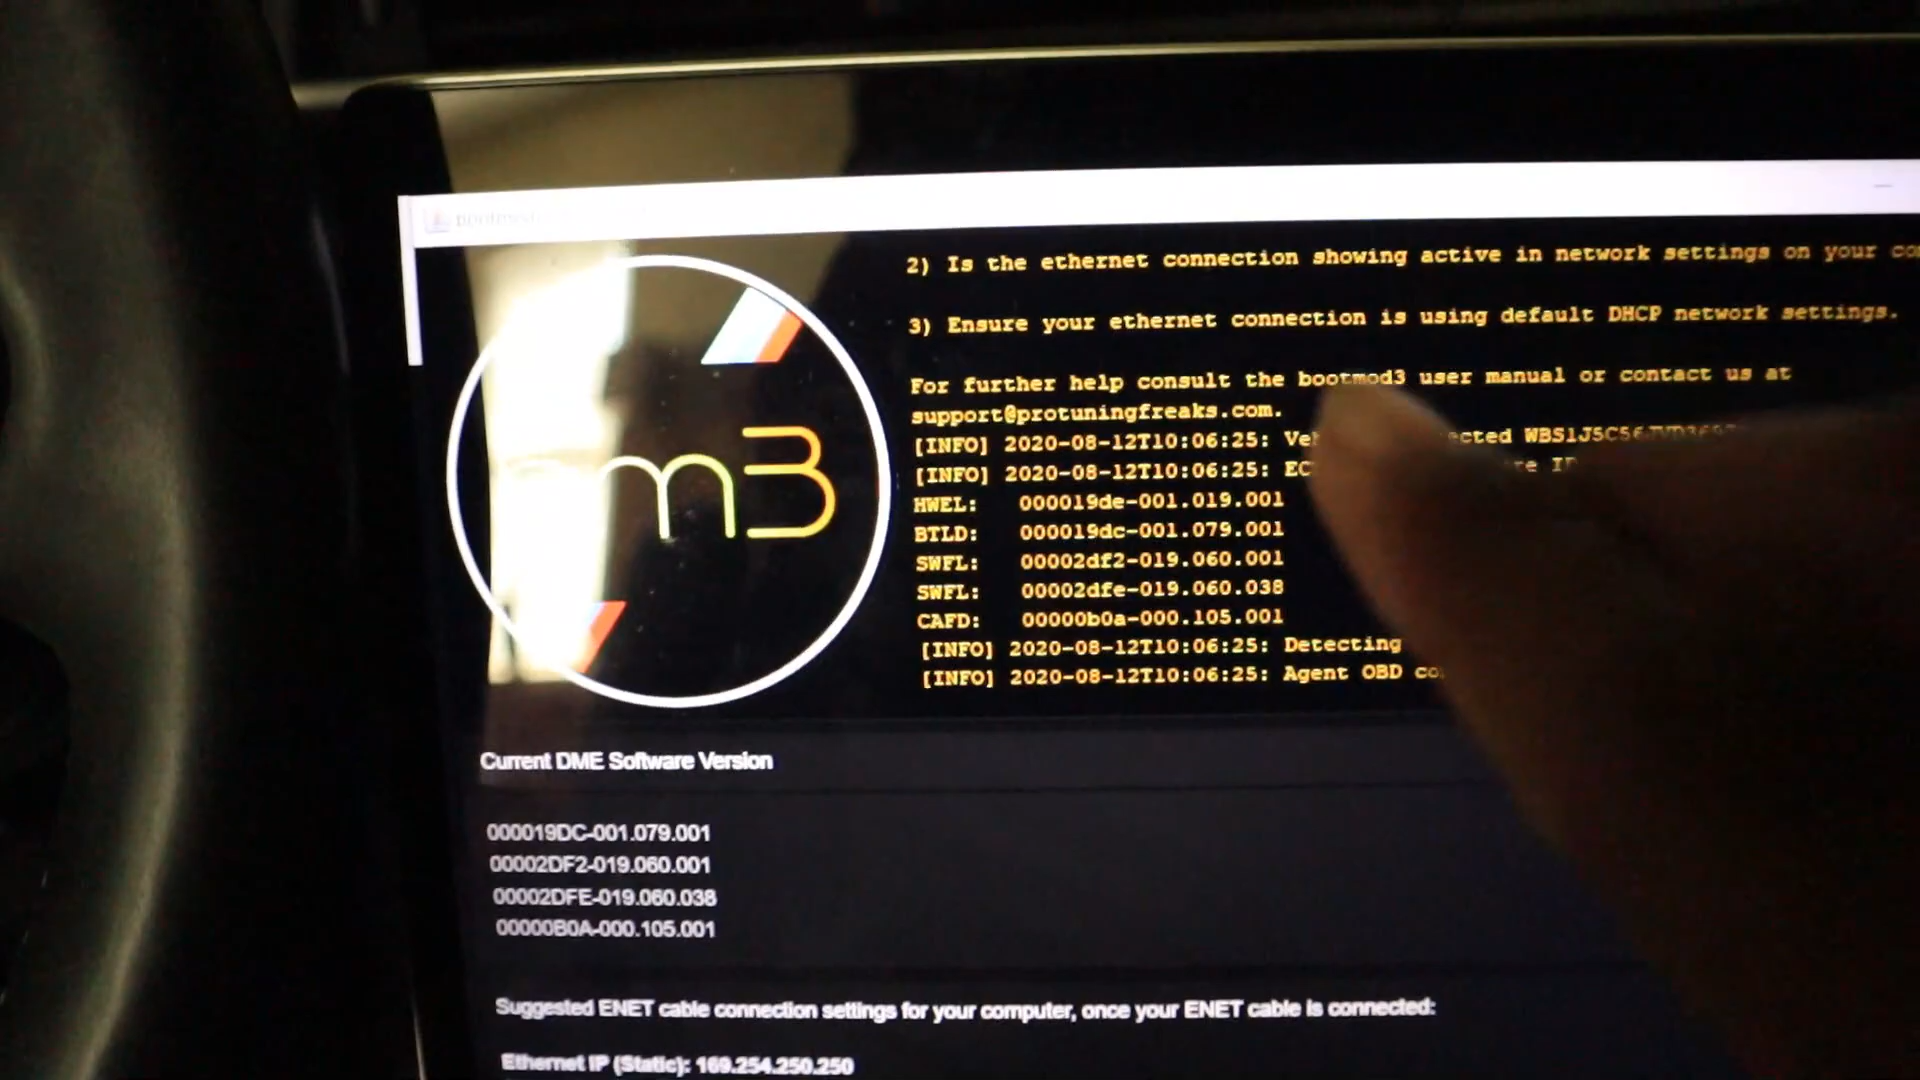 2) Is the ethernet connection showing active in network settings on your
3) Ensure your ethernet connection is using default DHCP network settings.
For further help consult the bootmod3 user manual or contact us at
support@protuningfreaks.com.
[INFO] 2020-08-12T10:06:25:
[INFO] 2020-08-12T10:06:25:
HWEL: 000019de-001.019.001
BTLD: 000019dc-001.079.001
SWFL: 00002df2-019.060.001
SWFL: 00002dfe-019.060.038
CAFD: 00000b0a-000.105.001
[INFO] 2020-08-12T10:06:25: Detecting
[INFO] 2020-08-12T10:06:25: Agent OBD
m3
Current DME Software Version
000019DC-001.079.001
00002DF2-019.060.001
00002DFE-019.060.038
00000B0A-000.105.001
Suggested ENET cable connection settings for your computer, once your ENET cable is connected:
Ethernet IP (Static): 169.254.250.250